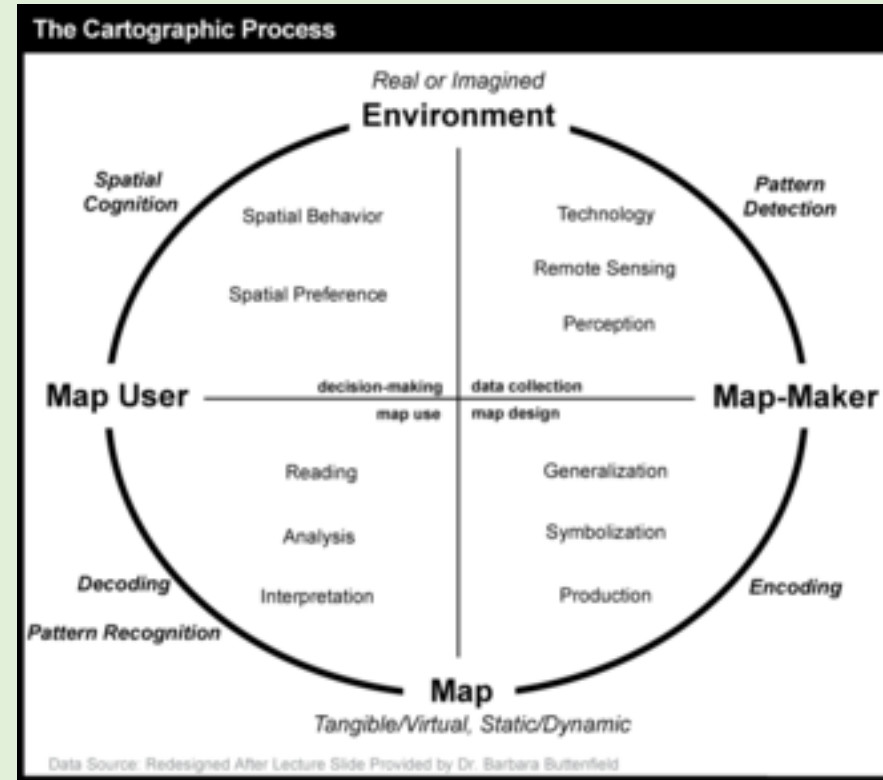 The Cartographic Process
Real or Imagined
Environment
Spatial
Cognition
Pattern
Detection
Spatial Behavior
Technology
Spatial Preference
Remote Sensing
Perception
Map User
decision-making
data collection
Map-Maker
map use
map design
Reading
Generalization
Analysis
Symbolization
Decoding
Interpretation
Production
Encoding
Pattern Recognition
Map
Tangible/Virtual, Static/Dynamic
Data Source: Redesigned After Lecture Slide Provided by Dr. Barbara Buttenfield